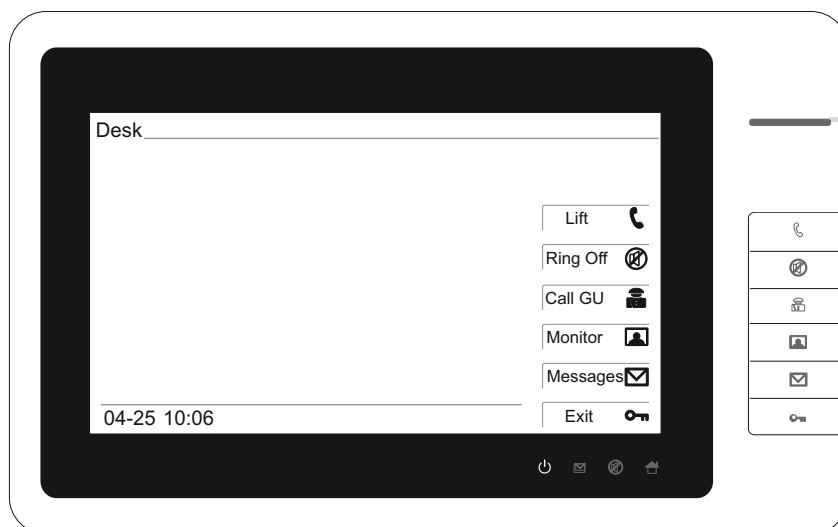 Desk
Lift
Ring Off
Call GU
Monitor
Messages
Exit
04-25 10:06